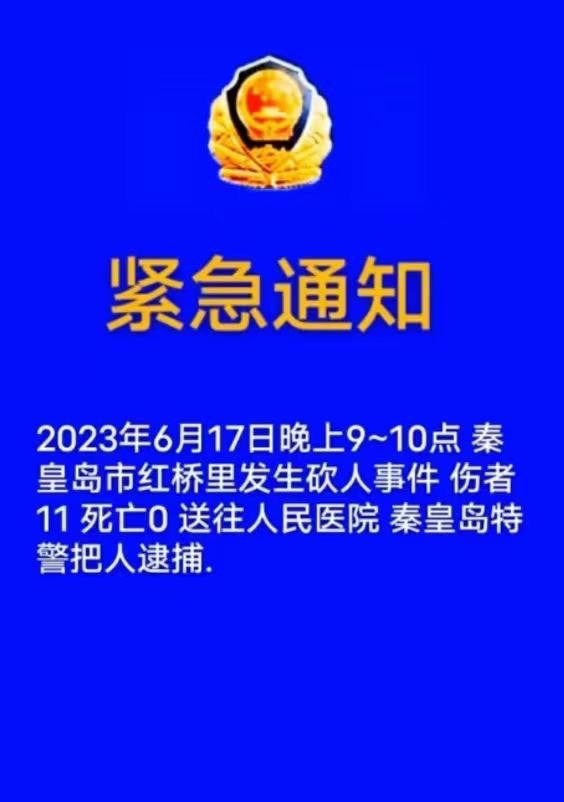 紧急通知
2023年6月17日晚上9~10点 秦
皇岛市红桥里发生砍人事件 伤者
11 死亡0 送往人民医院 秦皇岛特
警把人逮捕.